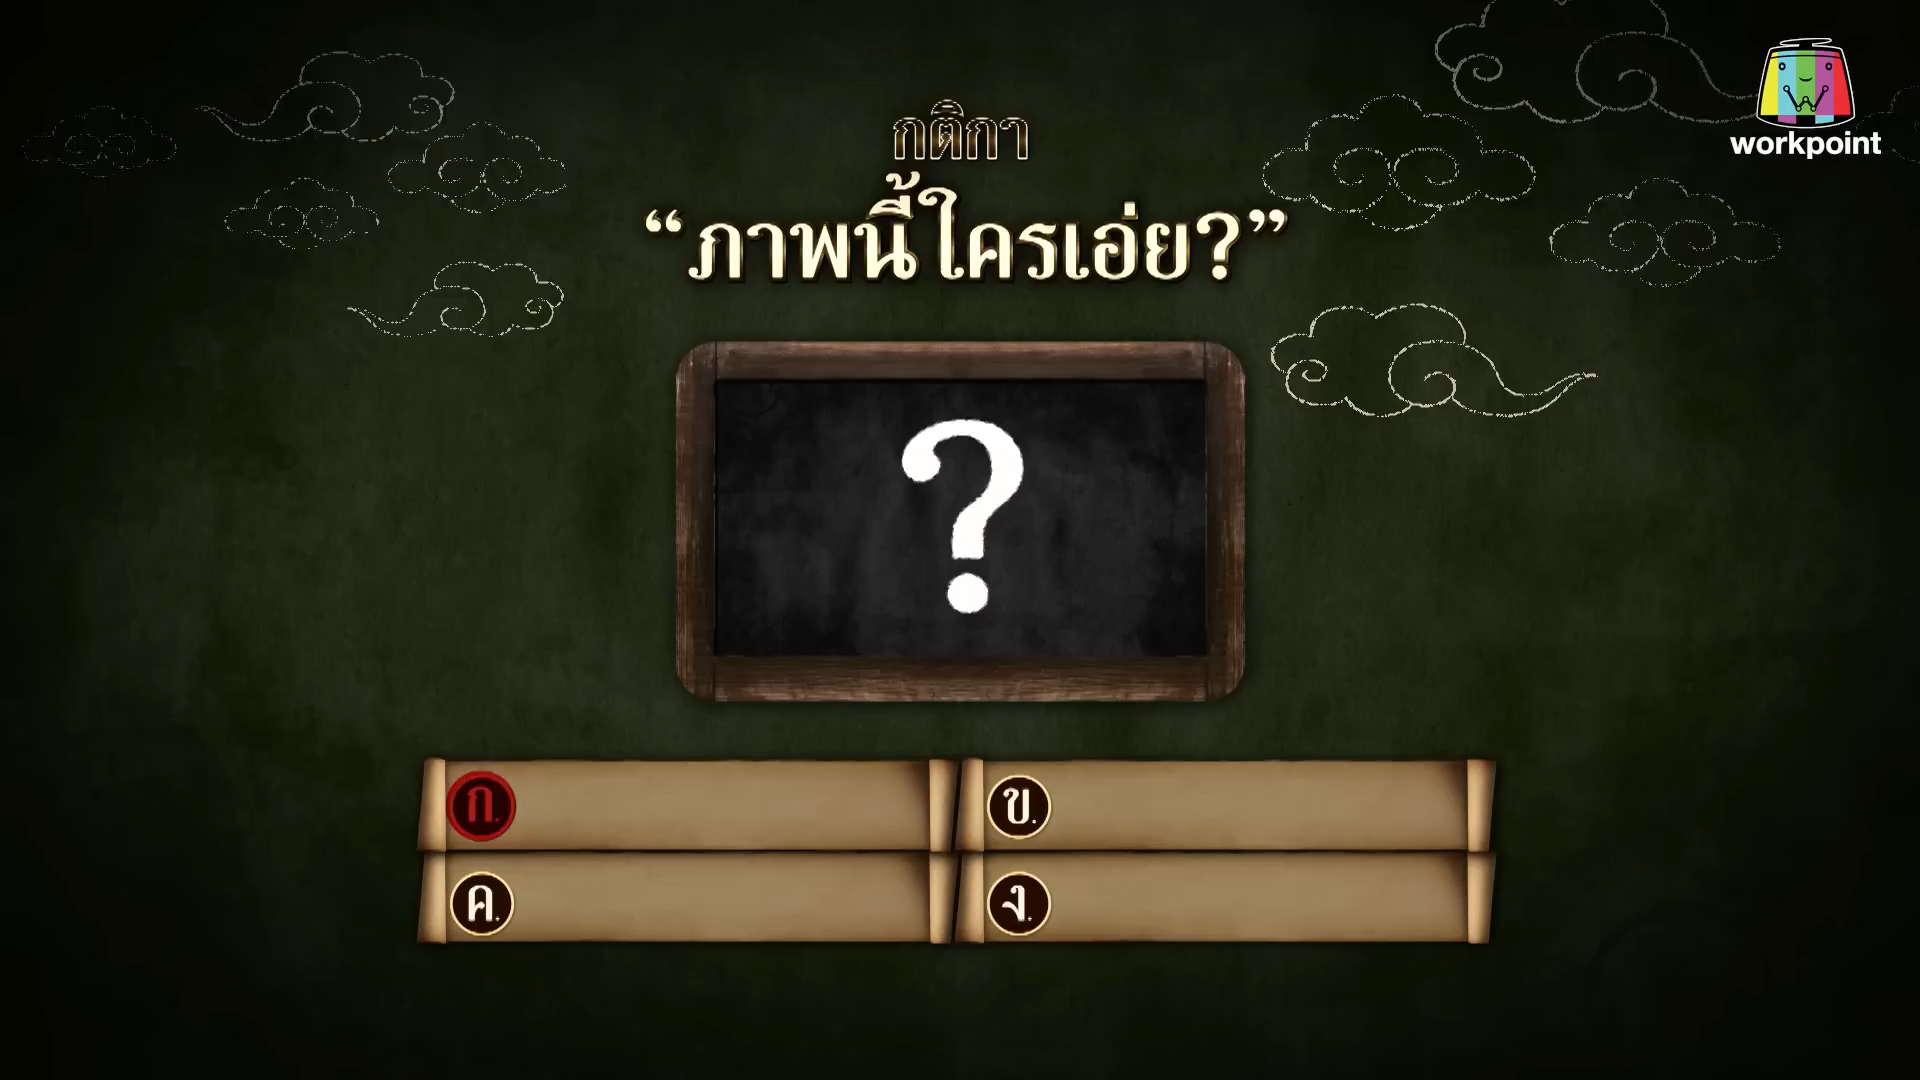 workpoint
กติกา
“ภาพนี้ใครเอ่ย?”
?
ก.
ข.
ค.
ง.